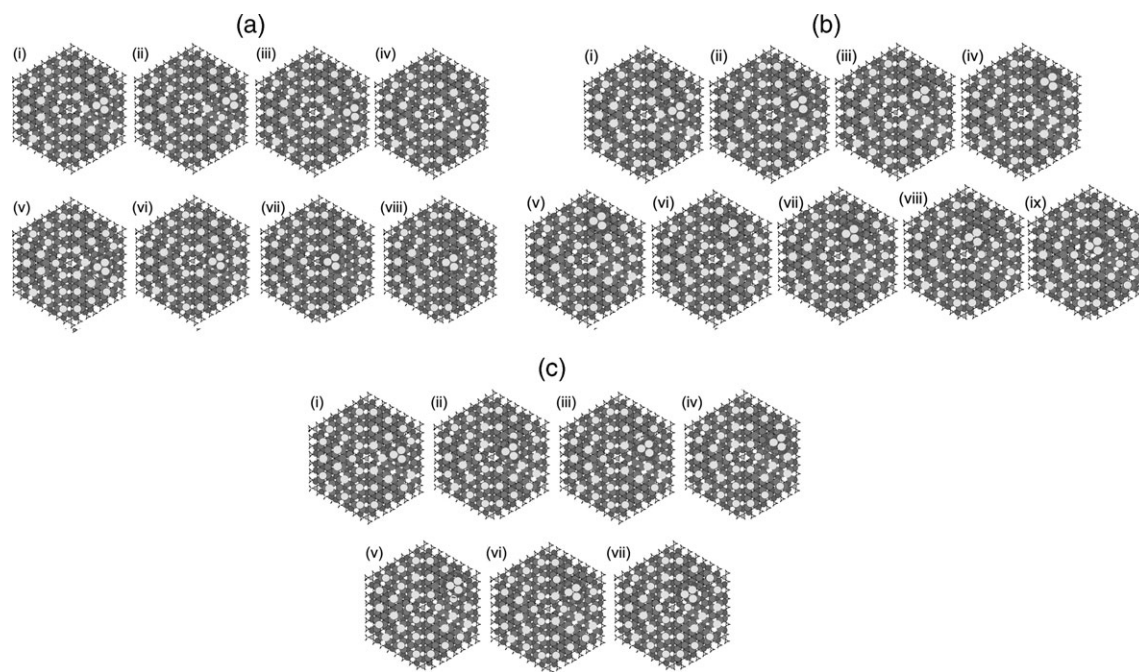 (a)
(i) (ii) (iii) (iv)
(v) (vi) (vii) (viii)
(b)
(i) (ii) (iii) (iv)
(v) (vi) (vii) (viii) (ix)
(c)
(i) (ii) (iii) (iv)
(v) (vi) (vii)